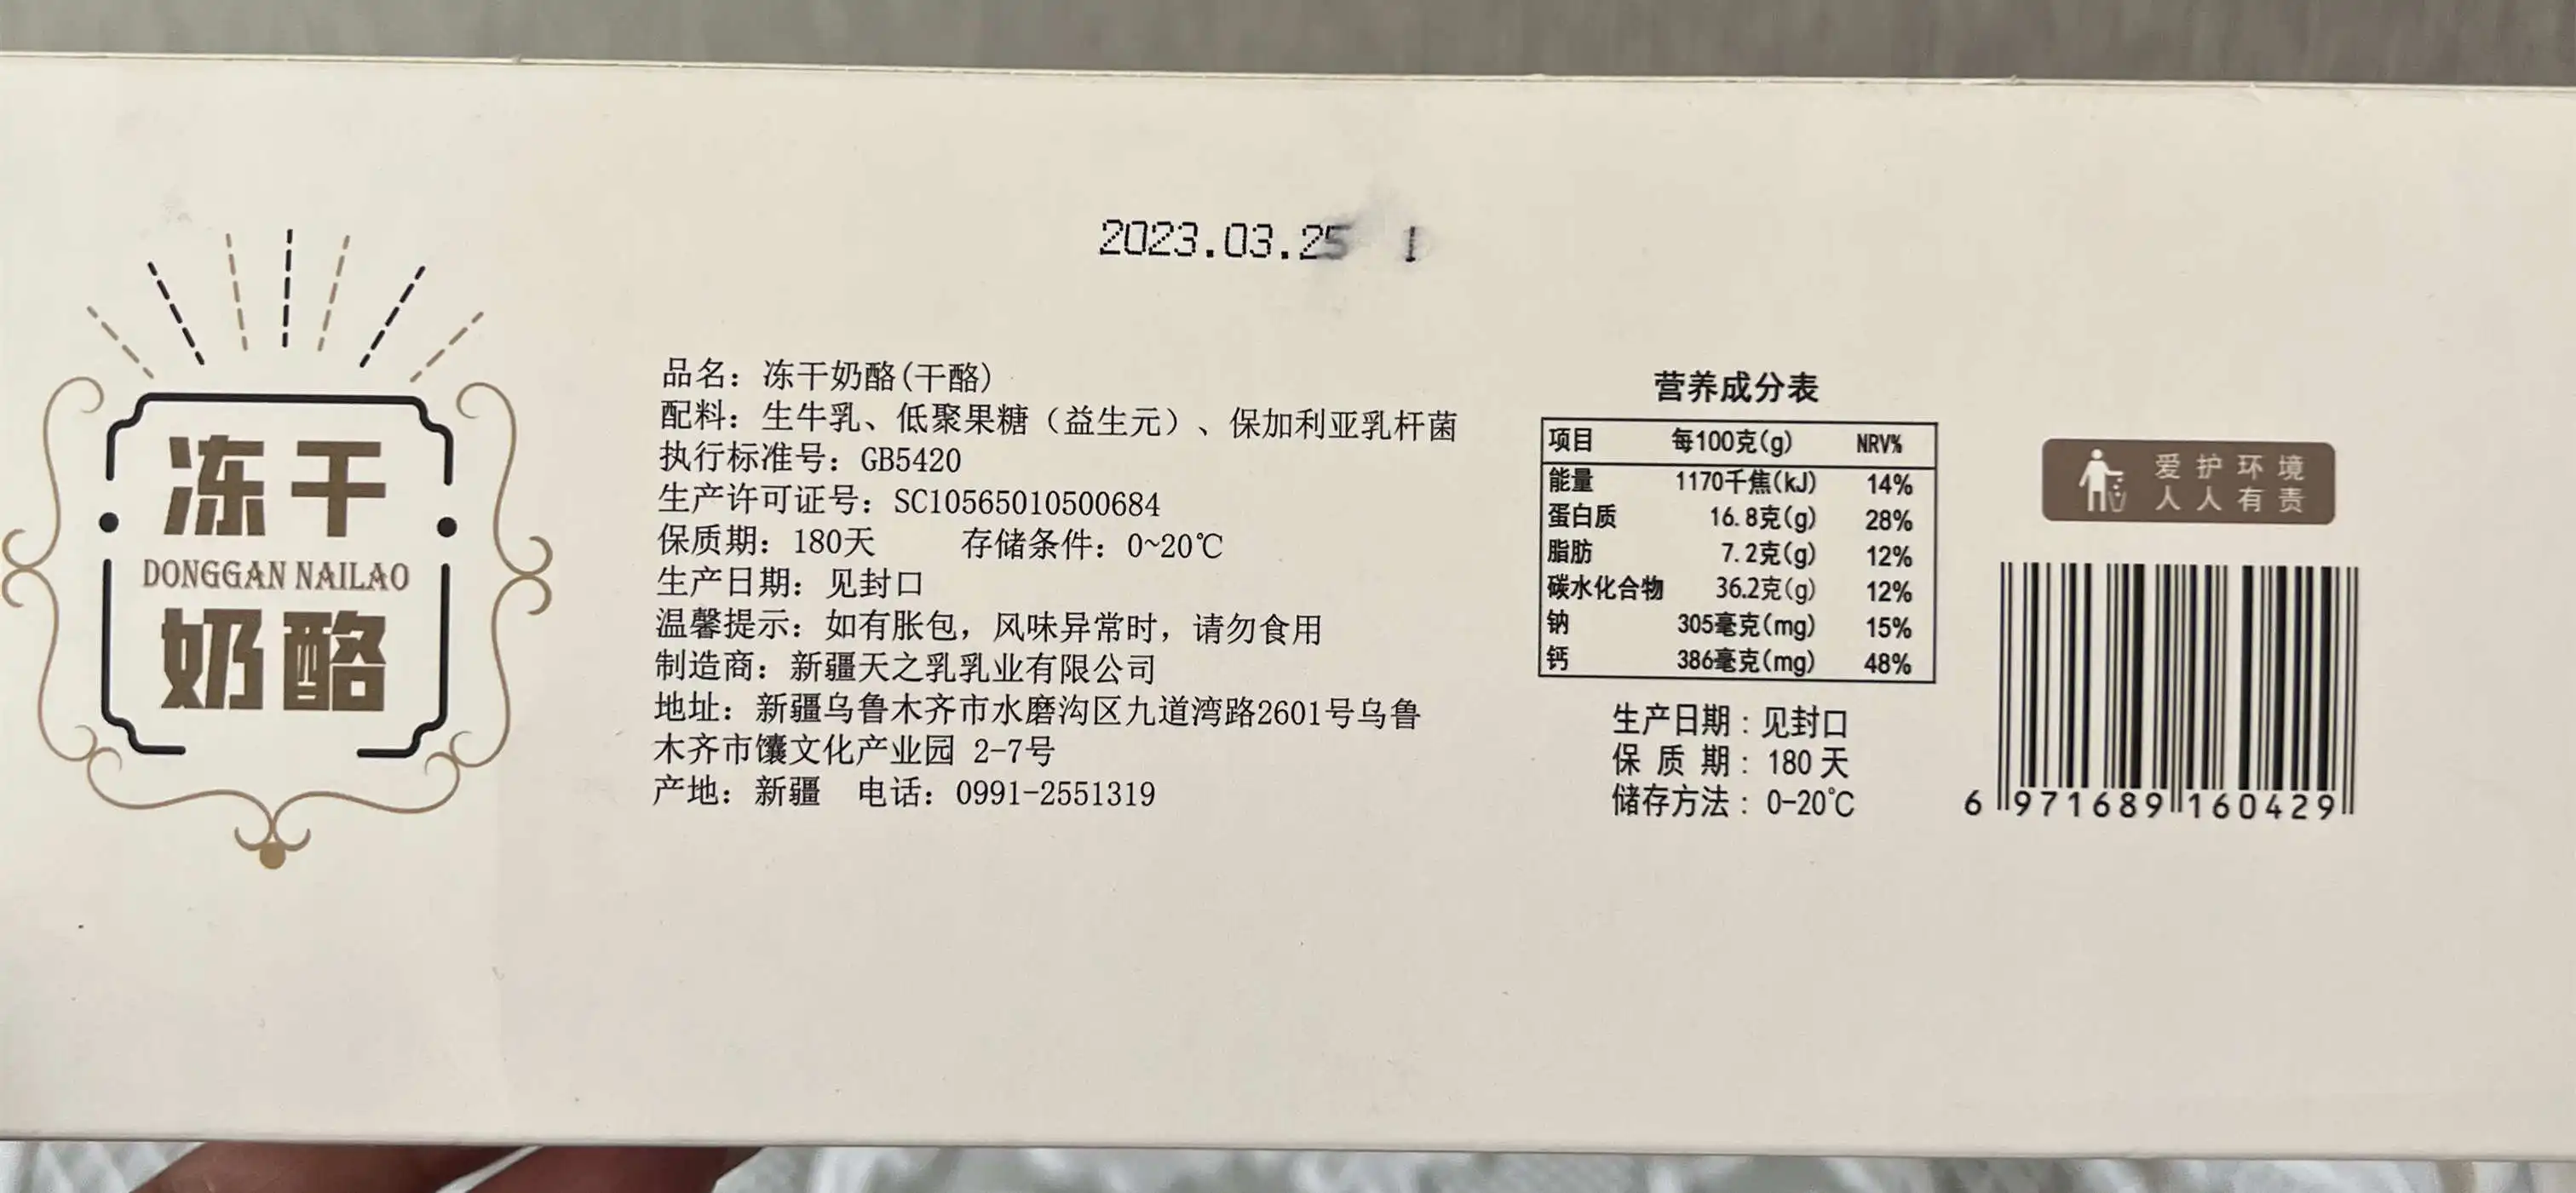 2023.03.25 1
冻干
DONGGAN NAILAO
奶酪
品名：冻干奶酪(干酪)
配料：生牛乳、低聚果糖（益生元）、保加利亚乳杆菌
执行标准号：GB5420
生产许可证号：SC10565010500684
保质期：180天 存储条件：0~20℃
生产日期：见封口
温馨提示：如有胀包，风味异常时，请勿食用
制造商：新疆天之乳乳业有限公司
地址：新疆乌鲁木齐市水磨沟区九道湾路2601号乌鲁
木齐市馕文化产业园 2-7号
产地：新疆 电话：0991-2551319
营养成分表
项目 每100克(g) NRV%
能量 1170千焦(kJ) 14%
蛋白质 16.8克(g) 28%
脂肪 7.2克(g) 12%
碳水化合物 36.2克(g) 12%
钠 305毫克(mg) 15%
钙 386毫克(mg) 48%
生产日期：见封口
保质期：180天
储存方法：0-20℃
爱护环境
人人有责
6 971689 160429